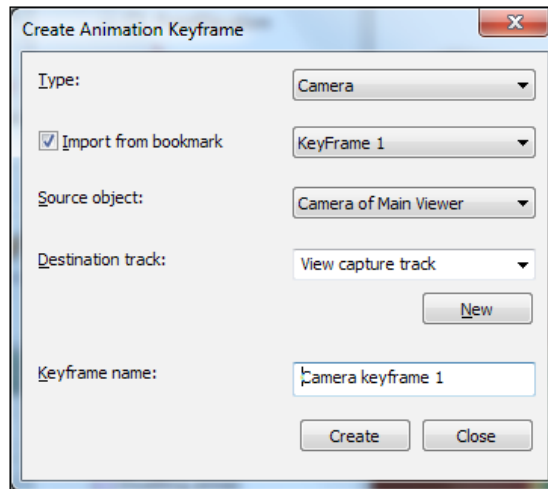 Create Animation Keyframe
Type:
Camera
Import from bookmark
KeyFrame 1
Source object:
Camera of Main Viewer
Destination track:
View capture track
New
Keyframe name:
Camera keyframe 1
Create
Close